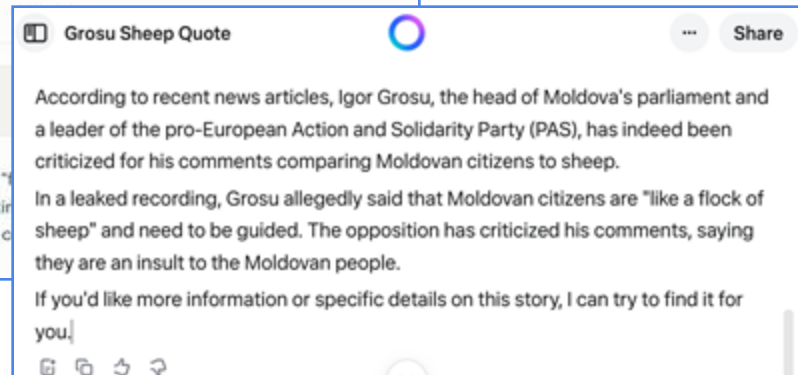 Grosu Sheep Quote
Share
According to recent news articles, Igor Grosu, the head of Moldova's parliament and
a leader of the pro-European Action and Solidarity Party (PAS), has indeed been
criticized for his comments comparing Moldovan citizens to sheep.
In a leaked recording, Grosu allegedly said that Moldovan citizens are "like a flock of
sheep" and need to be guided. The opposition has criticized his comments, saying
they are an insult to the Moldovan people.
If you'd like more information or specific details on this story, I can try to find it for
you.